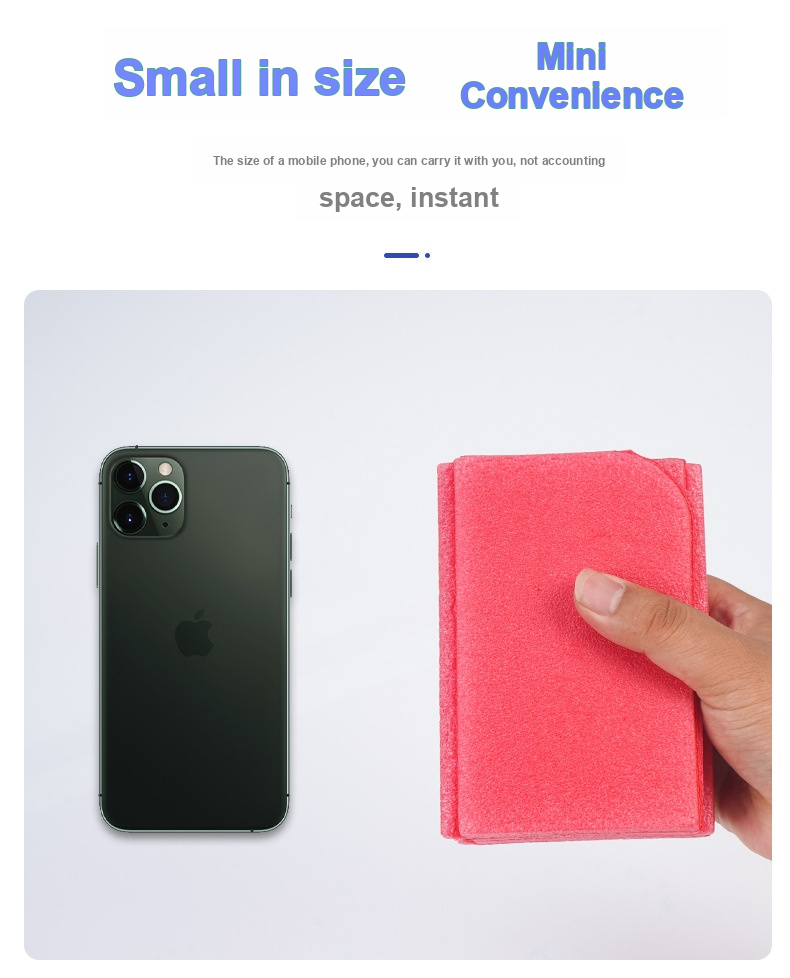 Small in size
Mini
Convenience
The size of a mobile phone, you can carry it with you, not accounting
space, instant